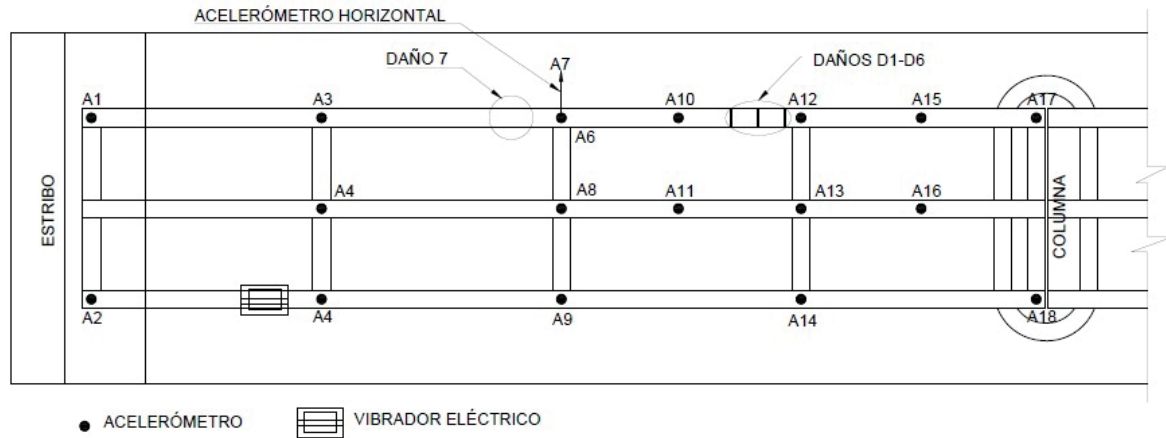 ACELERÓMETRO HORIZONTAL
DAÑO 7
A7
DAÑOS D1-D6
A1
A3
A10
A12
A15
A17
A6
A4
A8
A11
A13
A16
ESTRIBO
COLUMNA
A2
A4
A9
A14
A18
ACELERÓMETRO
VIBRADOR ELÉCTRICO